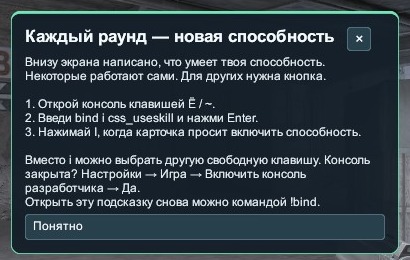 Каждый раунд — новая способность
×
Внизу экрана написано, что умеет твоя способность.
Некоторые работают сами. Для других нужна кнопка.
1. Открой консоль клавишей Ё / ~.
2. Введи bind i css_useskill и нажми Enter.
3. Нажимай I, когда карточка просит включить способность.
Вместо i можно выбрать другую свободную клавишу. Консоль
закрыта? Настройки → Игра → Включить консоль
разработчика → Да.
Открыть эту подсказку снова можно командой !bind.
Понятно